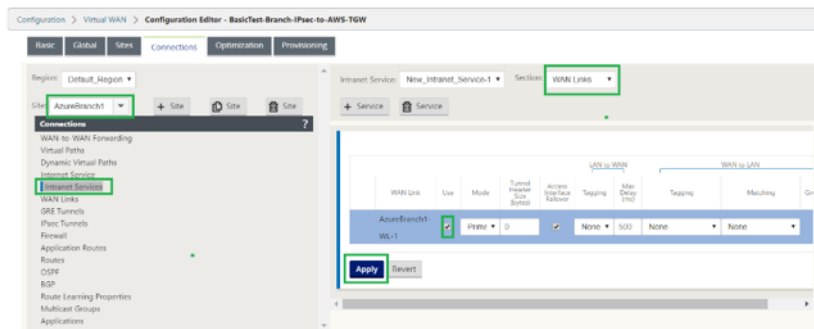 Configuration > Virtual WAN > Configuration Editor - BasicTest-Branch-IPsec-to-AWS-TGW
Basic Global Sites Connections Optimization Provisioning
Region: Default_Region
Intranet Service: New_Intranet_Service-1 Section: WAN Links
Site: AzureBranch1 + Site Site Site
+ Service Service
Connections ?
WAN-to-WAN Forwarding
Virtual Paths
Dynamic Virtual Paths
Internet Service
Intranet Services
WAN Links
GRE Tunnels
IPsec Tunnels
Firewall
Application Routes
Routes
OSPF
BGP
Route Learning Properties
Multicast Groups
Applications
LAN to WAN WAN to LAN
WAN Link Use Mode Tunnel Header Size (bytes) Access Interface Failover Tagging Max Delay (ms) Tagging Matching
AzureBranch1-WL-1 Prime 0 None 500 None None
Apply Revert